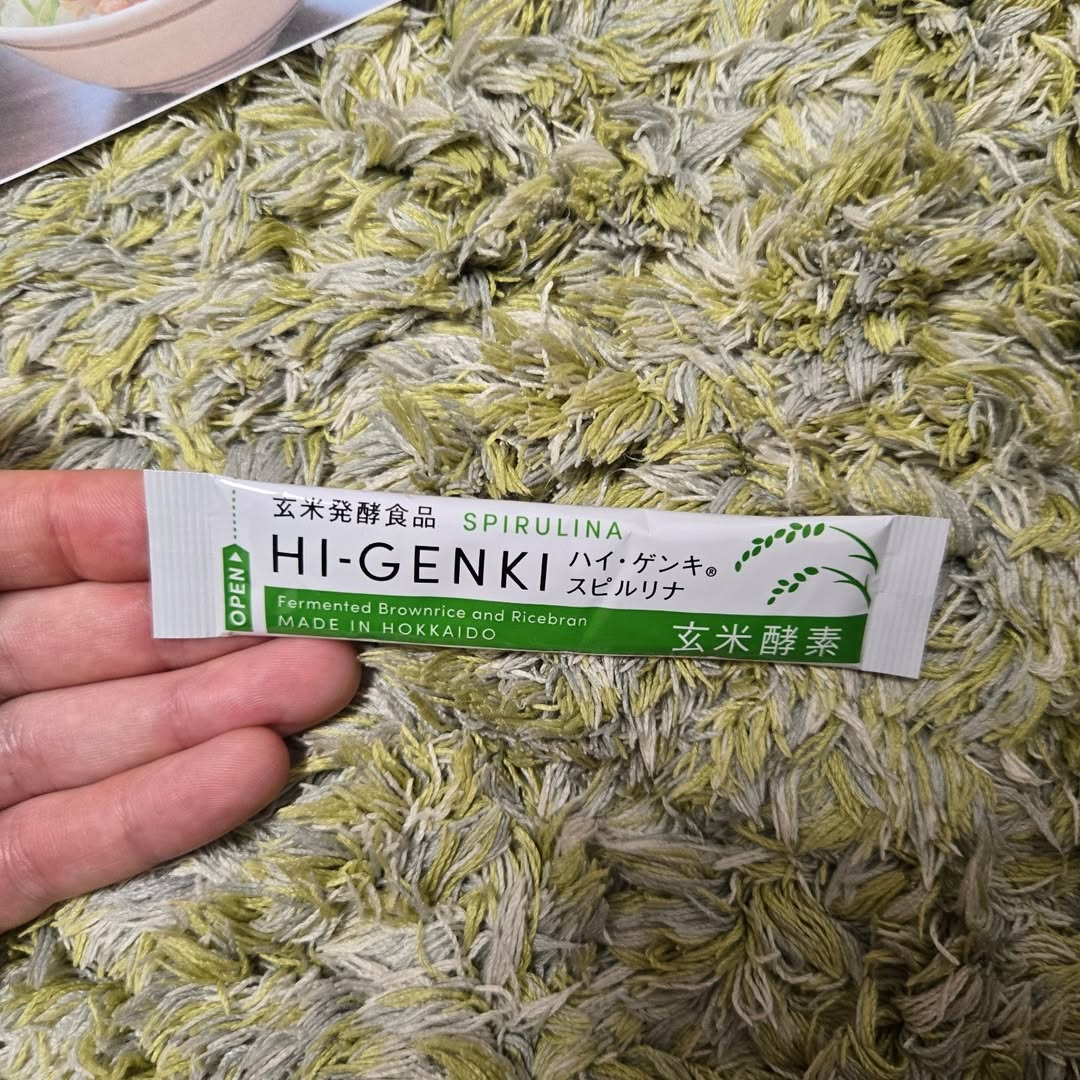 玄米発酵食品 SPIRULINA
HI-GENKI ハイ・ゲンキ®
スピルリナ
Fermented Brownrice and Ricebran
MADE IN HOKKAIDO
玄米酵素
OPEN